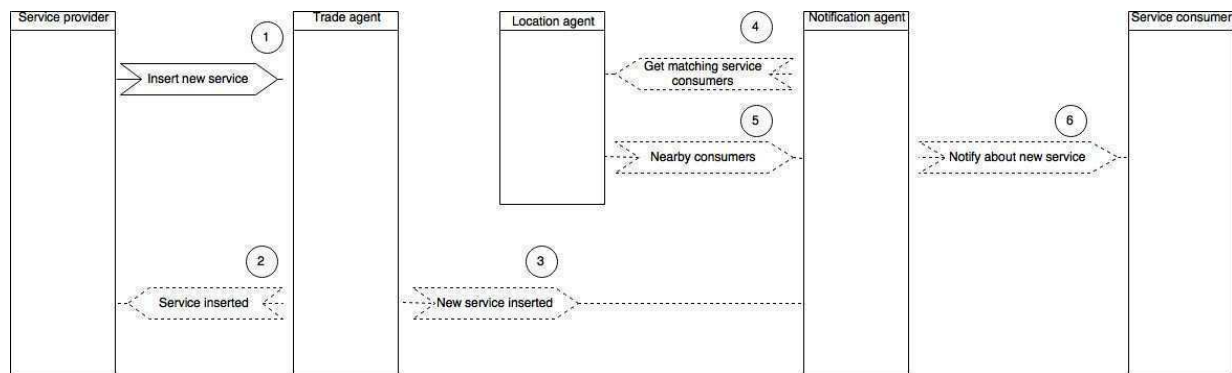 Service provider
Trade agent
Location agent
Notification agent
Service consumer
1
4
Insert new service
Get matching service
consumers
5
6
Nearby consumers
Notify about new service
2
3
Service inserted
New service inserted